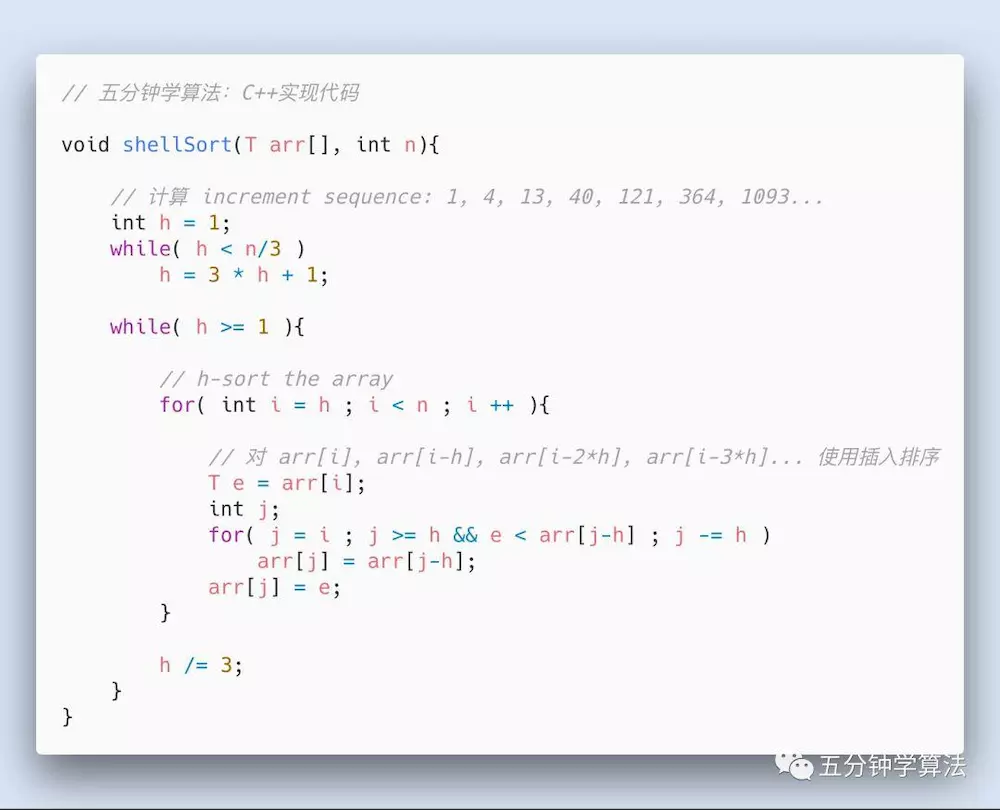 // 五分钟学算法：C++实现代码
void shellSort(T arr[], int n){
// 计算 increment sequence: 1, 4, 13, 40, 121, 364, 1093...
int h = 1;
while( h < n/3 )
h = 3 * h + 1;
while( h >= 1 ){
// h-sort the array
for( int i = h ; i < n ; i ++ ){
// 对 arr[i], arr[i-h], arr[i-2*h], arr[i-3*h]... 使用插入排序
T e = arr[i];
int j;
for( j = i ; j >= h && e < arr[j-h] ; j -= h )
arr[j] = arr[j-h];
arr[j] = e;
}
h /= 3;
}
}
五分钟学算法